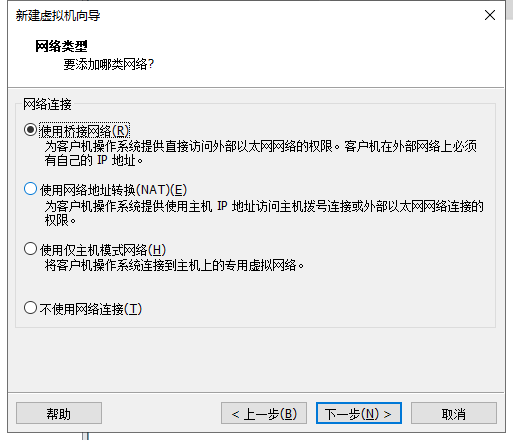 新建虚拟机向导
网络类型
要添加哪类网络?
网络连接
使用桥接网络(R)
为客户机操作系统提供直接访问外部以太网网络的权限。客户机在外部网络上必须
有自己的 IP 地址。
使用网络地址转换(NAT)(E)
为客户机操作系统提供使用主机 IP 地址访问主机拨号连接或外部以太网网络连接的
权限。
使用仅主机模式网络(H)
将客户机操作系统连接到主机上的专用虚拟网络。
不使用网络连接(T)
帮助
< 上一步(B)
下一步(N) >
取消